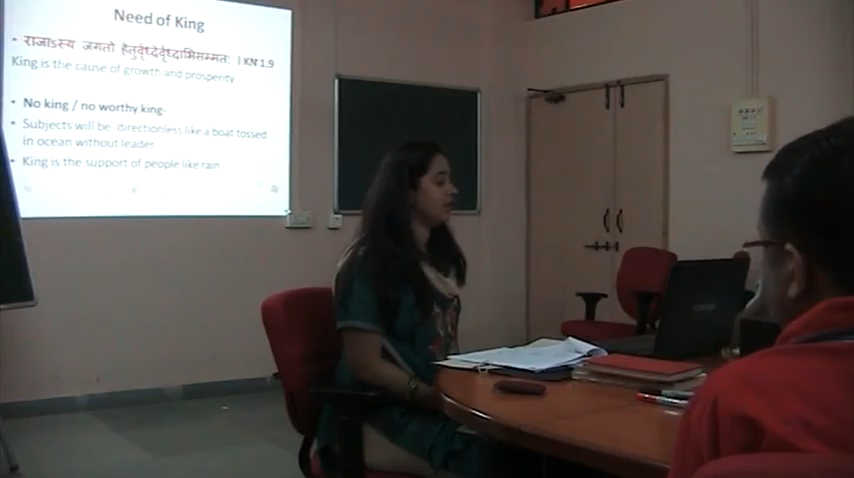 Need of King
• राजाऽस्य जगतो हेतुर्वृध्देर्वृध्दाभिसम्मतः । KN 1.9
King is the cause of growth and prosperity
• No king / no worthy king-
• Subjects will be directionless like a boat tossed
in ocean without leader
• King is the support of people like rain